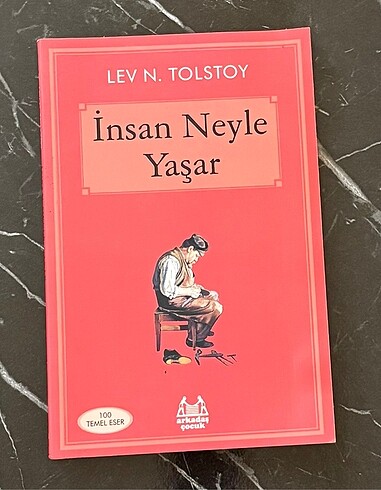 LEV N. TOLSTOY
İnsan Neyle
Yaşar
100
TEMEL ESER
arkadaş
çocuk